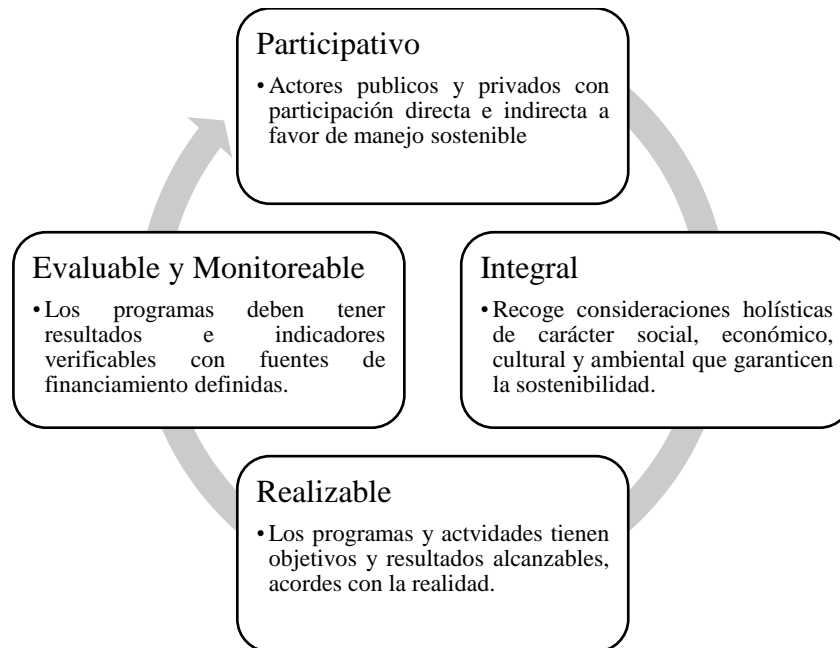 Participativo
• Actores publicos y privados con
participación directa e indirecta a
favor de manejo sostenible
Evaluable y Monitoreable
• Los programas deben tener
resultados e indicadores
verificables con fuentes de
financiamiento definidas.
Integral
• Recoge consideraciones holísticas
de carácter social, económico,
cultural y ambiental que garanticen
la sostenibilidad.
Realizable
• Los programas y actvidades tienen
objetivos y resultados alcanzables,
acordes con la realidad.